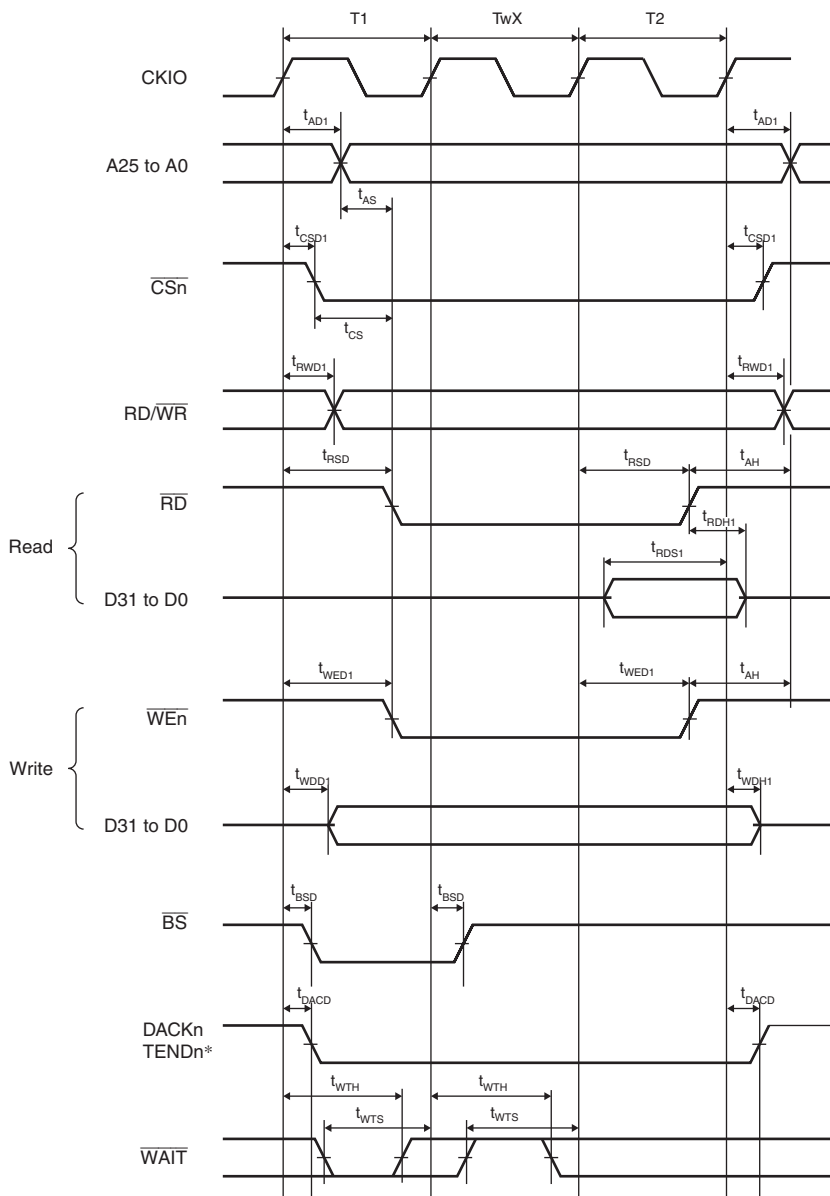 T1 TwX T2
CKIO
tAD1 tAD1
A25 to A0
tAS
tCSD1 tCSD1
CSn
tCS
tRWD1 tRWD1
RD/WR
tRSD tRSD tAH
RD
tRDH1
Read
tRDS1
D31 to D0
tWED1 tWED1 tAH
WEn
Write
tWDD1 tWDH1
D31 to D0
tBSD tBSD
BS
tDACD tDACD
DACKn
TENDn*
tWTH tWTH
tWTS tWTS
WAIT